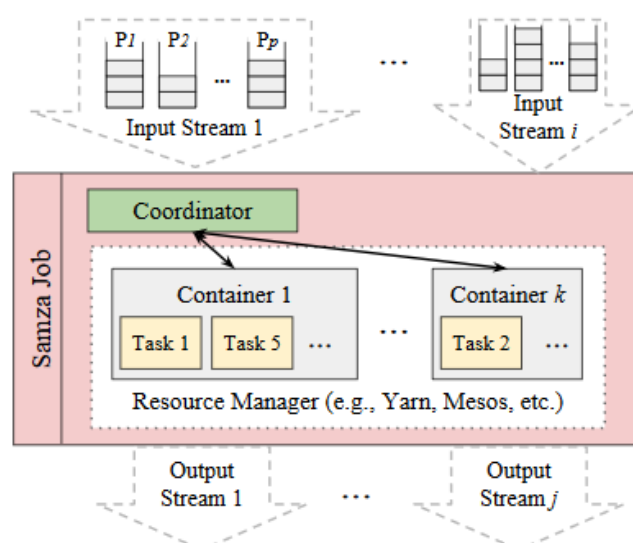 P1 P2 ... Pp
...
...
Input Stream 1
Input
Stream i
Samza Job
Coordinator
Container 1
Container k
Task 1 Task 5 ...
...
Task 2 ...
Resource Manager (e.g., Yarn, Mesos, etc.)
Output
Stream 1
...
Output
Stream j